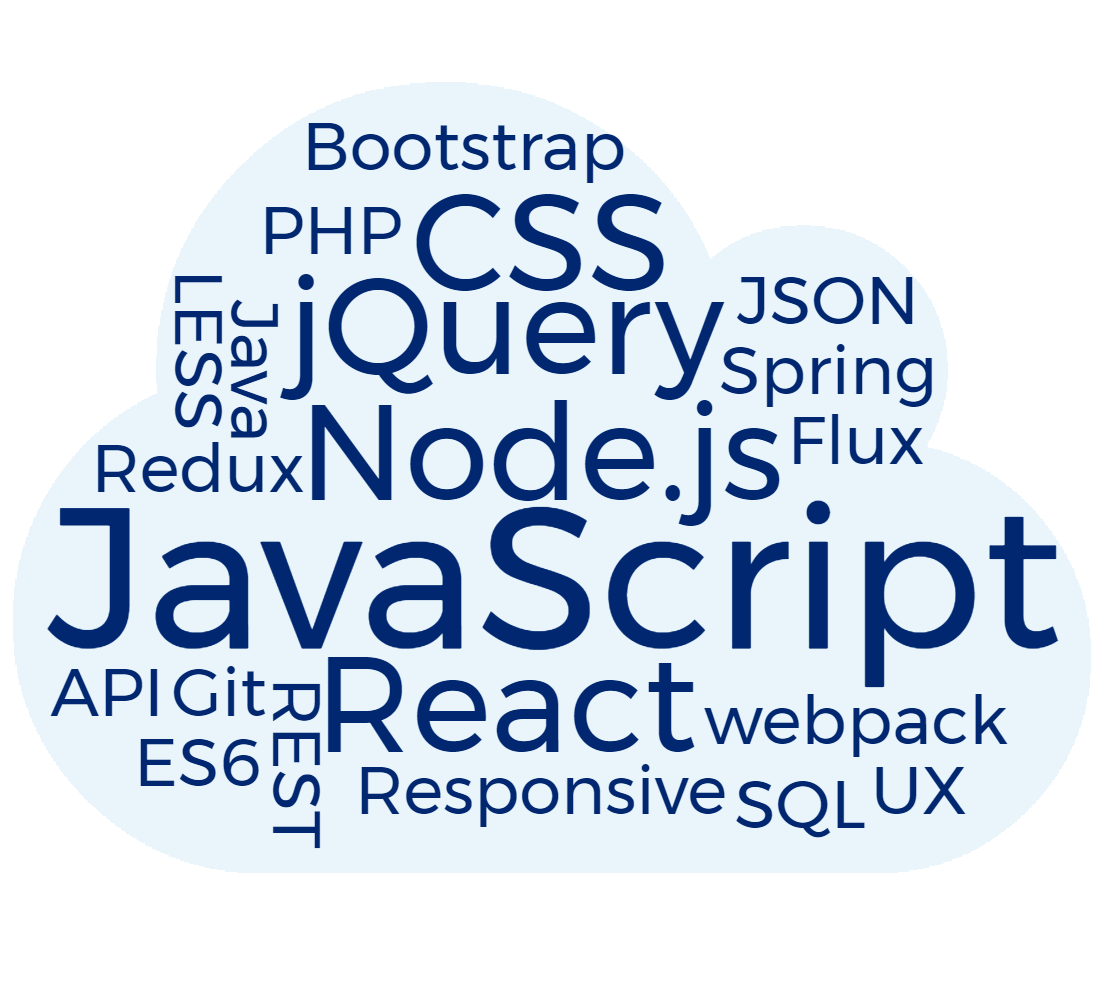 Bootstrap
PHP
CSS
LESS
Java
jQuery
JSON
Spring
Redux
Node.js
Flux
JavaScript
API
Git
REST
React
webpack
ES6
Responsive
SQL
UX